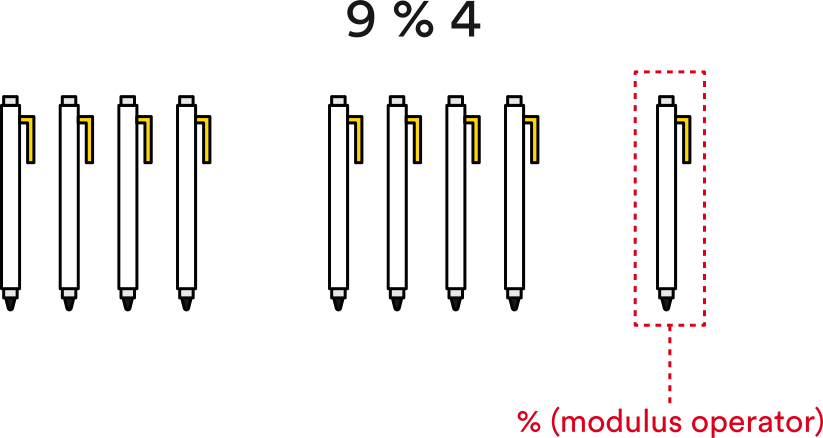 9 % 4
% (modulus operator)